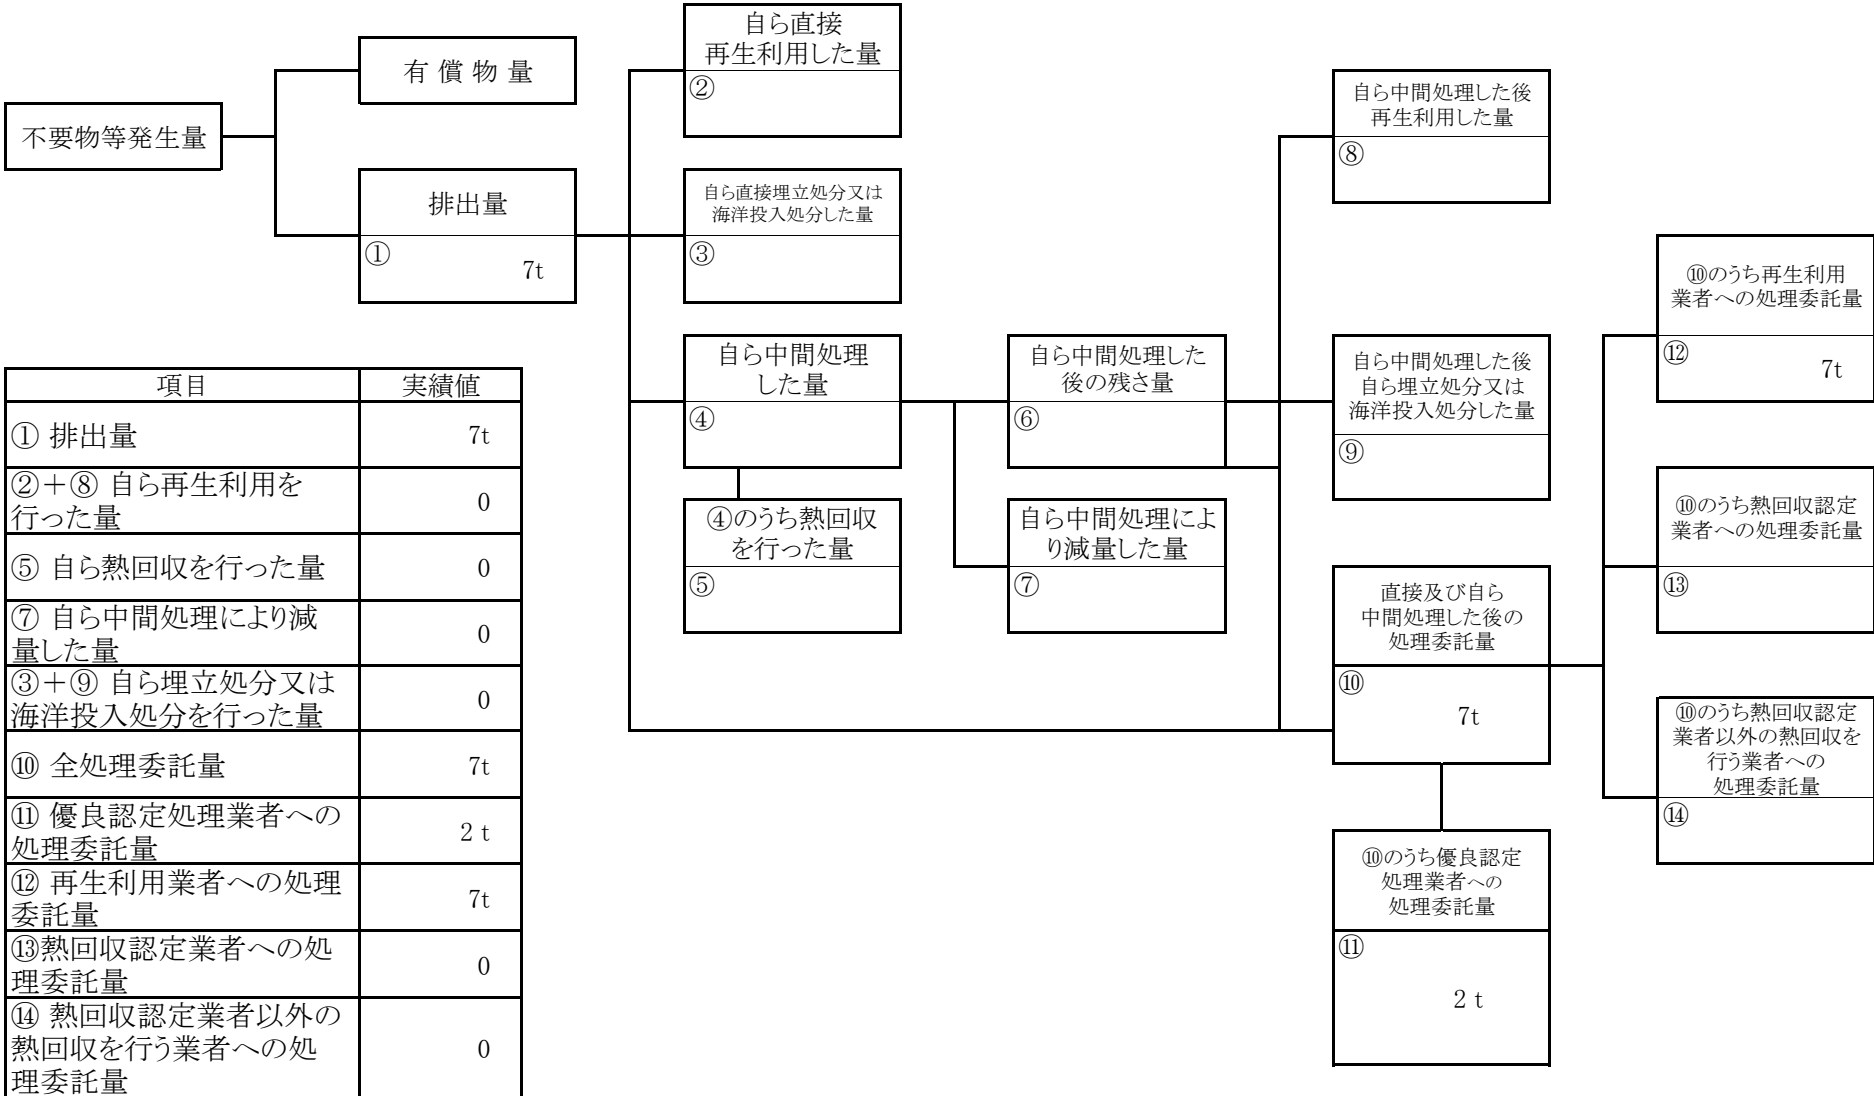 不要物等発生量
有 償 物 量
排出量
①
7t
自ら直接
再生利用した量
②
自ら直接埋立処分又は
海洋投入処分した量
③
自ら中間処理
した量
④
④のうち熱回収
を行った量
⑤
自ら中間処理した
後の残さ量
⑥
自ら中間処理によ
り減量した量
⑦
自ら中間処理した後
再生利用した量
⑧
自ら中間処理した後
自ら埋立処分又は
海洋投入処分した量
⑨
直接及び自ら
中間処理した後の
処理委託量
⑩
7t
⑩のうち優良認定
処理業者への
処理委託量
⑪
2 t
⑩のうち再生利用
業者への処理委託量
⑫
7t
⑩のうち熱回収認定
業者への処理委託量
⑬
⑩のうち熱回収認定
業者以外の熱回収を
行う業者への
処理委託量
⑭
項目 実績値
① 排出量 7t
②＋⑧ 自ら再生利用を
行った量 0
⑤ 自ら熱回収を行った量 0
⑦ 自ら中間処理により減
量した量 0
③＋⑨ 自ら埋立処分又は
海洋投入処分を行った量 0
⑩ 全処理委託量 7t
⑪ 優良認定処理業者への
処理委託量 2 t
⑫ 再生利用業者への処理
委託量 7t
⑬熱回収認定業者への処
理委託量 0
⑭ 熱回収認定業者以外の
熱回収を行う業者への処
理委託量 0